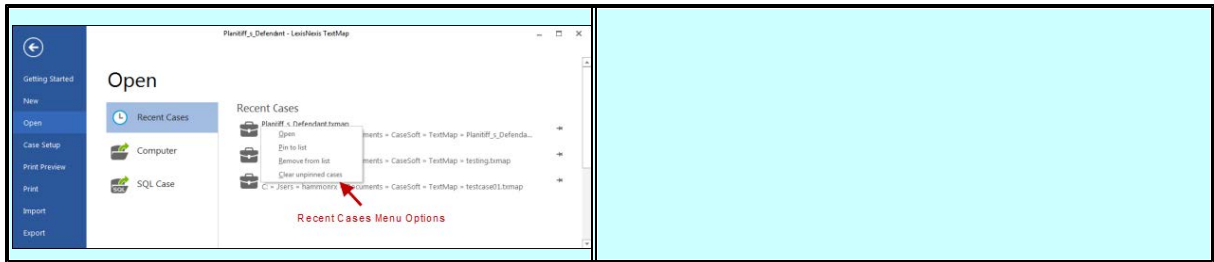 Planitiff_s_Defendant - LexisNexis TextMap
Getting Started
New
Open
Case Setup
Print Preview
Print
Import
Export
Open
Recent Cases
Computer
SQL Case
Recent Cases
Planiff_s_Defendant.txmap
Open
Pin to list
Remove from list
Clear unpinned cases
ments » CaseSoft » TextMap » Planitiff_s_Defenda...
ments » CaseSoft » TextMap » testing.txmap
C: » Users » hammonrx » Documents » CaseSoft » TextMap » testcase01.txmap
Recent Cases Menu Options